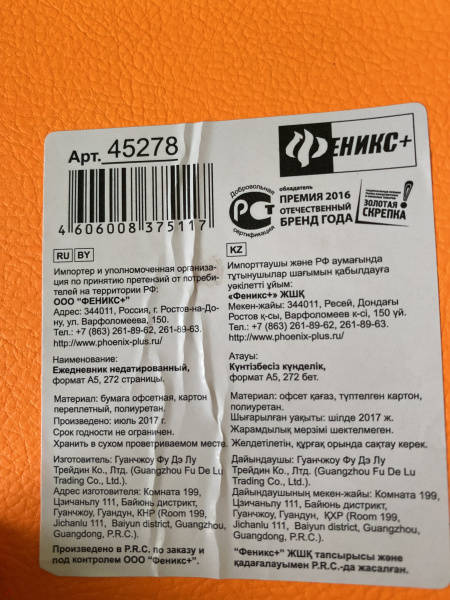 Арт. 45278
ФЕНИКС+
4 606008 375117
Добровольная
РСТ
сертификация
обладатель
ПРЕМИЯ 2016
ОТЕЧЕСТВЕННЫЙ
БРЕНД ГОДА
ЗОЛОТАЯ
СКРЕПКА
RU BY
Импортер и уполномоченная организа-
ция по принятию претензий от потреби-
телей на территории РФ:
ООО "ФЕНИКС+"
Адрес: 344011, Россия, г. Ростов-на-До-
ну, ул. Варфоломеева, 150.
Тел.: +7 (863) 261-89-62, 261-89-63.
http://www.phoenix-plus.ru/
Наименование:
Ежедневник недатированный,
формат А5, 272 страницы.
Материал: бумага офсетная, картон
переплетный, полиуретан.
Произведено: июль 2017 г.
Срок годности не ограничен.
Хранить в сухом проветриваемом месте.
Изготовитель: Гуанчжоу Фу Дэ Лу
Трейдин Ко., Лтд. (Guangzhou Fu De Lu
Trading Co., Ltd.)
Адрес изготовителя: Комната 199,
Цзичанлу 111, Байюнь дистрикт,
Гуанчжоу, Гуандун, КНР (Room 199,
Jichanlu 111, Baiyun district, Guangzhou,
Guangdong, P.R.C.).
Произведено в P.R.C. по заказу и
под контролем ООО "Феникс+".
KZ
Импорттаушы және РФ аумағында
тұтынушылар шағымын қабылдауға
уәкілетті ұйым:
«Феникс+» ЖШҚ
Мекен-жайы: 344011, Ресей, Дондағы
Ростов қ-сы, Варфоломеев к-сі, 150 үй.
Тел.: +7 (863) 261-89-62, 261-89-63.
http://www.phoenix-plus.ru/
Атауы:
Күнтізбесіз күнделік,
формат А5, 272 бет.
Материал: офсет қағаз, түптелген картон,
полиуретан.
Шығарылған уақыты: шілде 2017 ж.
Жарамдылық мерзімі шектелмеген.
Желдетілетін, құрғақ орында сақтау керек.
Дайындаушы: Гуанчжоу Фу Дэ Лу
Трейдин Ко., Лтд. (Guangzhou Fu De Lu
Trading Co., Ltd.)
Дайындаушының мекен-жайы: Комната 199,
Цзичанлу 111, Байюнь дистрикт,
Гуанчжоу, Гуандун, ҚХР (Room 199,
Jichanlu 111, Baiyun district, Guangzhou,
Guangdong, P.R.C.).
"Феникс+" ЖШҚ тапсырысы және
қадағалауымен P.R.C.-да жасалған.